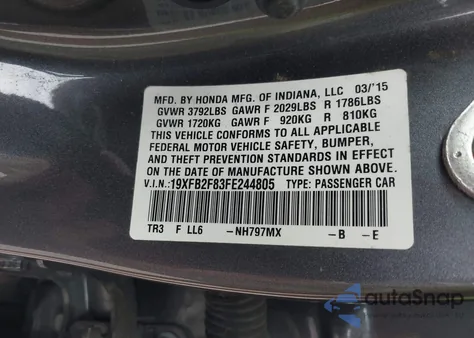 MFD. BY HONDA MFG. OF INDIANA, LLC 03/'15
GVWR 3792LBS GAWR F 2029LBS R 1786LBS
GVWR 1720KG GAWR F 920KG R 810KG
THIS VEHICLE CONFORMS TO ALL APPLICABLE
FEDERAL MOTOR VEHICLE SAFETY, BUMPER,
AND THEFT PREVENTION STANDARDS IN EFFECT
ON THE DATE OF MANUFACTURE SHOWN ABOVE.
V.I.N.:19XFB2F83FE244805 TYPE: PASSENGER CAR
TR3 F LL6 -NH797MX -B -E
autoSnap